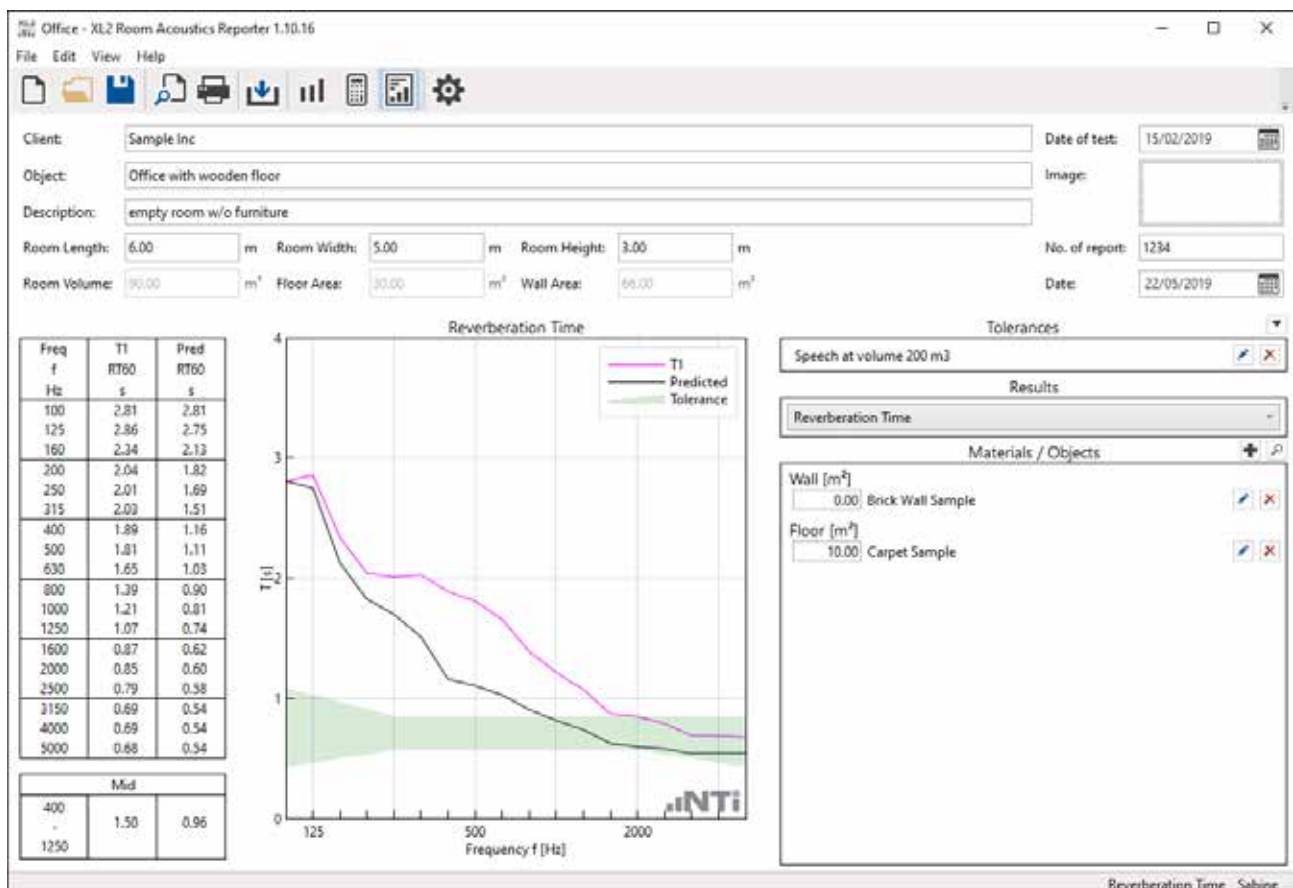 Office - XL2 Room Acoustics Reporter 1.10.16
File Edit View Help
Client: Sample Inc Date of test: 15/02/2019
Object: Office with wooden floor Image:
Description: empty room w/o furniture
Room Length: 6.00 m Room Width: 5.00 m Room Height: 3.00 m No. of report: 1234
Room Volume: 90.00 m³ Floor Area: 30.00 m² Wall Area: 66.00 m² Date: 22/05/2019
Freq T1 Pred
f RT60 RT60
Hz s s
100 2.81 2.81
125 2.86 2.75
160 2.34 2.13
200 2.04 1.82
250 2.01 1.69
315 2.03 1.51
400 1.89 1.16
500 1.81 1.11
630 1.65 1.03
800 1.39 0.90
1000 1.21 0.81
1250 1.07 0.74
1600 0.87 0.62
2000 0.85 0.60
2500 0.79 0.58
3150 0.69 0.54
4000 0.69 0.54
5000 0.68 0.54
Mid
400
- 1.50 0.96
1250
Reverberation Time
T1
Predicted
Tolerance
4
3
2
1
0
T [s]
125 500 2000
Frequency f [Hz]
NTi
Tolerances
Speech at volume 200 m3
Results
Reverberation Time
Materials / Objects
Wall [m²]
0.00 Brick Wall Sample
Floor [m²]
10.00 Carpet Sample
Reverberation Time Sabine